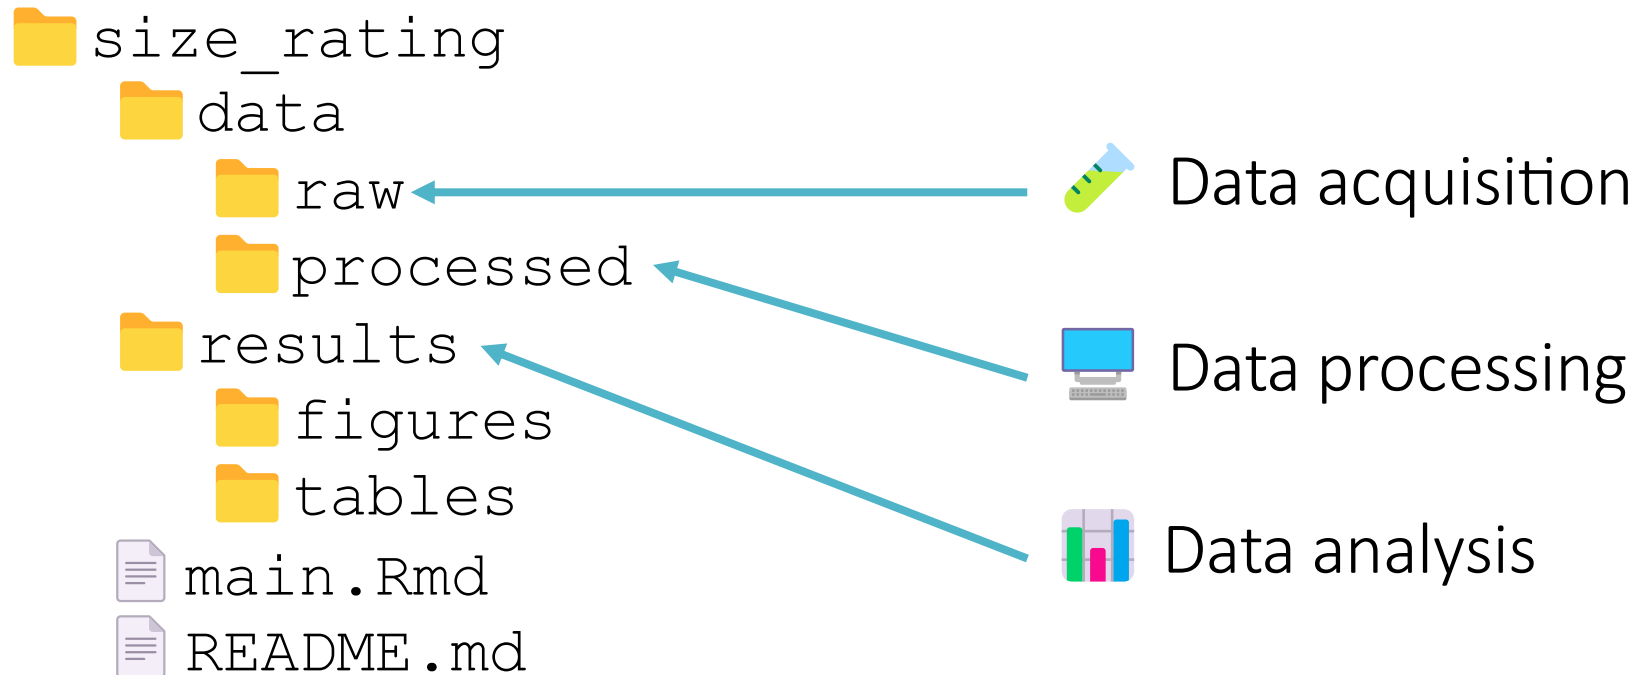 size_rating
data
raw
Data acquisition
processed
results
Data processing
figures
tables
Data analysis
main.Rmd
README.md